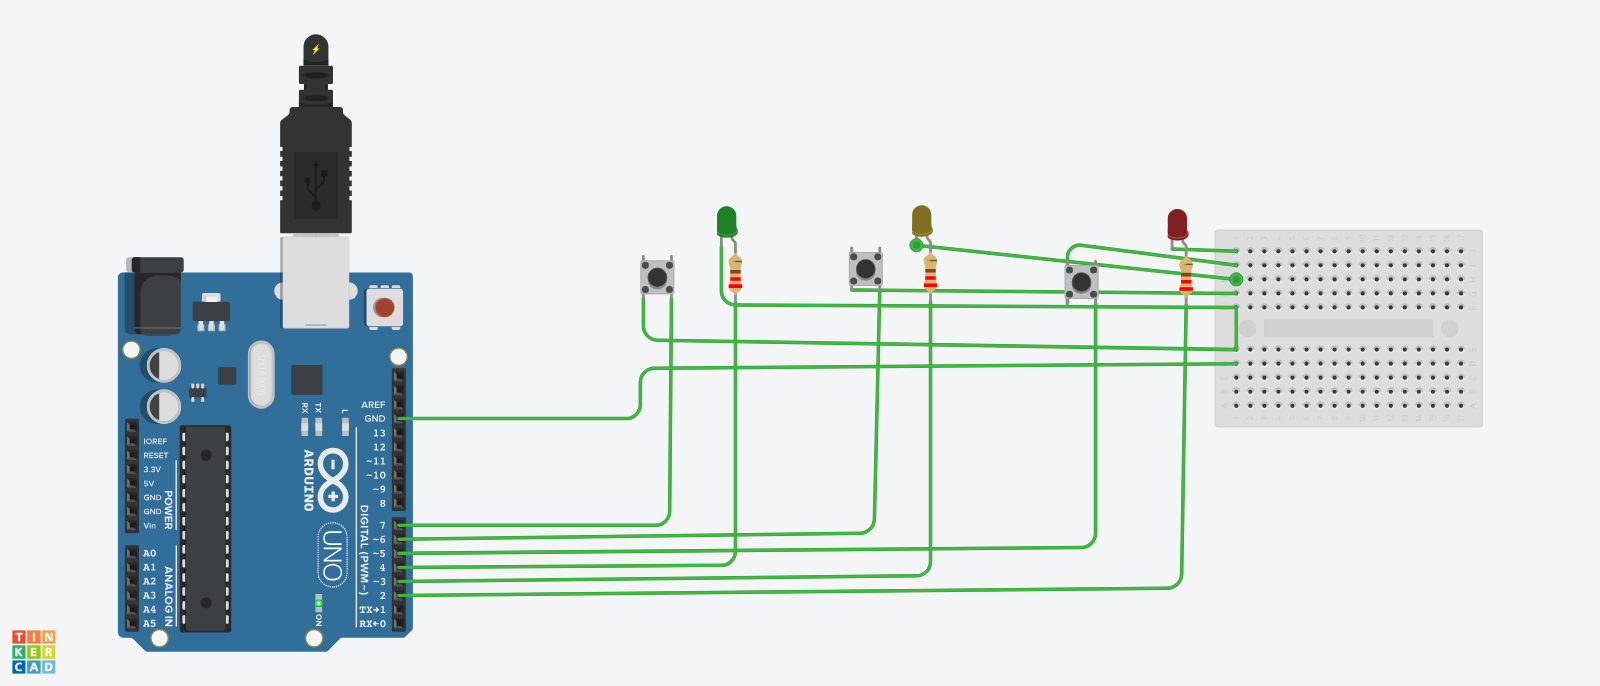 AREF
GND
13
12
~11
~10
~9
8
7
~6
~5
4
~3
2
TX→1
RX←0
DIGITAL (PWM ~)
IOREF
RESET
3.3V
5V
GND
GND
Vin
POWER
A0
A1
A2
A3
A4
A5
ANALOG IN
RX
TX
L
ARDUINO
UNO
ON
TIN
KER
CAD